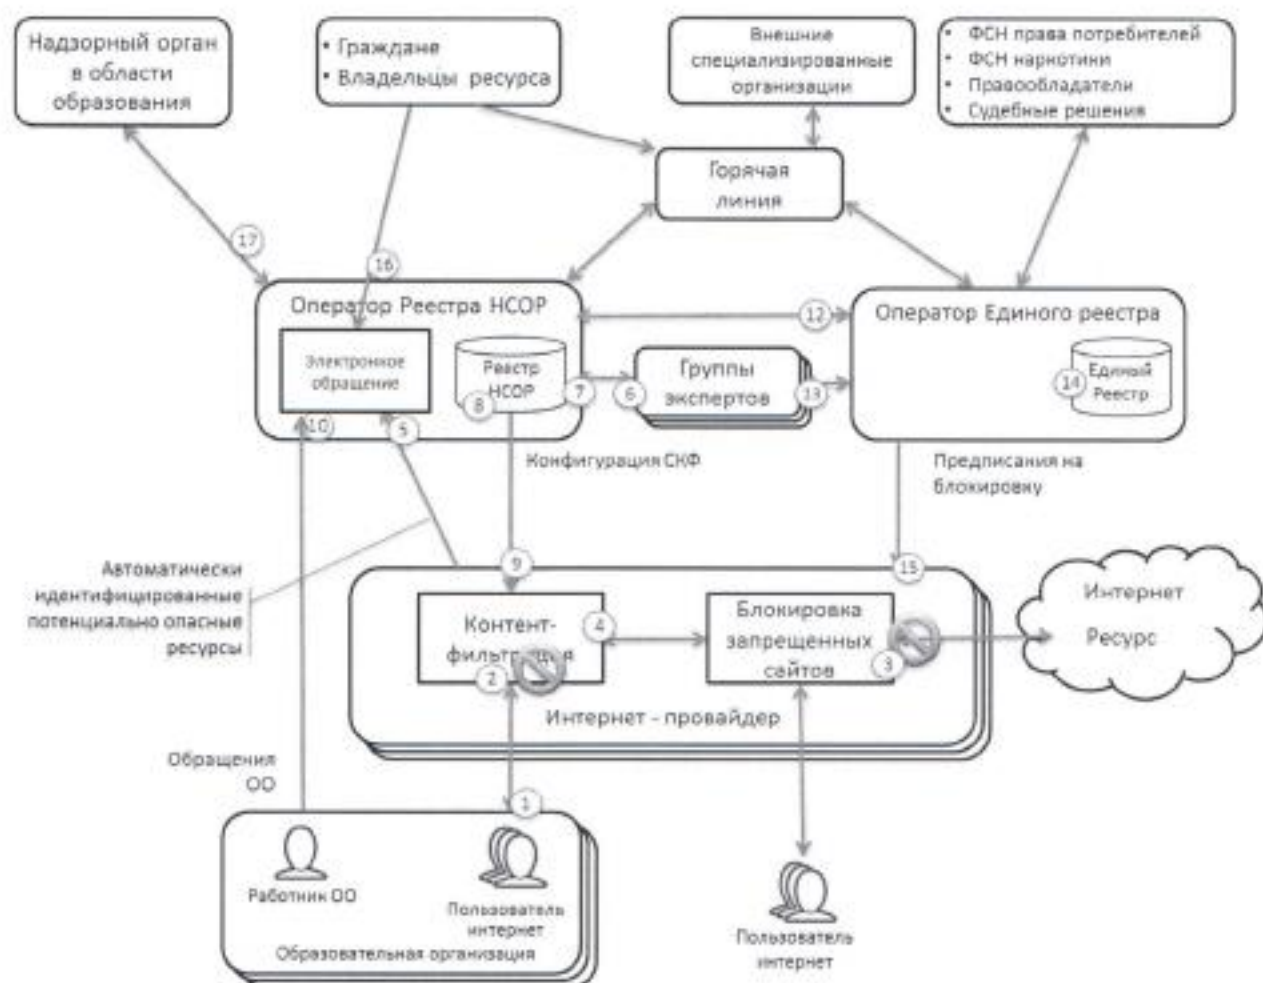 Надзорный орган
в области
образования
• Граждане
• Владельцы ресурса
Внешние
специализированные
организации
• ФСН права потребителей
• ФСН наркотики
• Правообладатели
• Судебные решения
Горячая
линия
17
16
Оператор Реестра НСОР
12
Оператор Единого реестра
Электронное
обращение
Реестр
НСОР
8
7
6
Группы
экспертов
13
14
Единый
Реестр
10
5
Конфигурация СКФ
Предписания на
блокировку
9
15
Автоматически
идентифицированные
потенциально опасные
ресурсы
Контент-
фильтрация
4
2
Блокировка
запрещенных
сайтов
3
Интернет
Ресурс
Интернет - провайдер
Обращения
ОО
1
Работник ОО
Пользователь
интернет
Образовательная организация
Пользователь
интернет